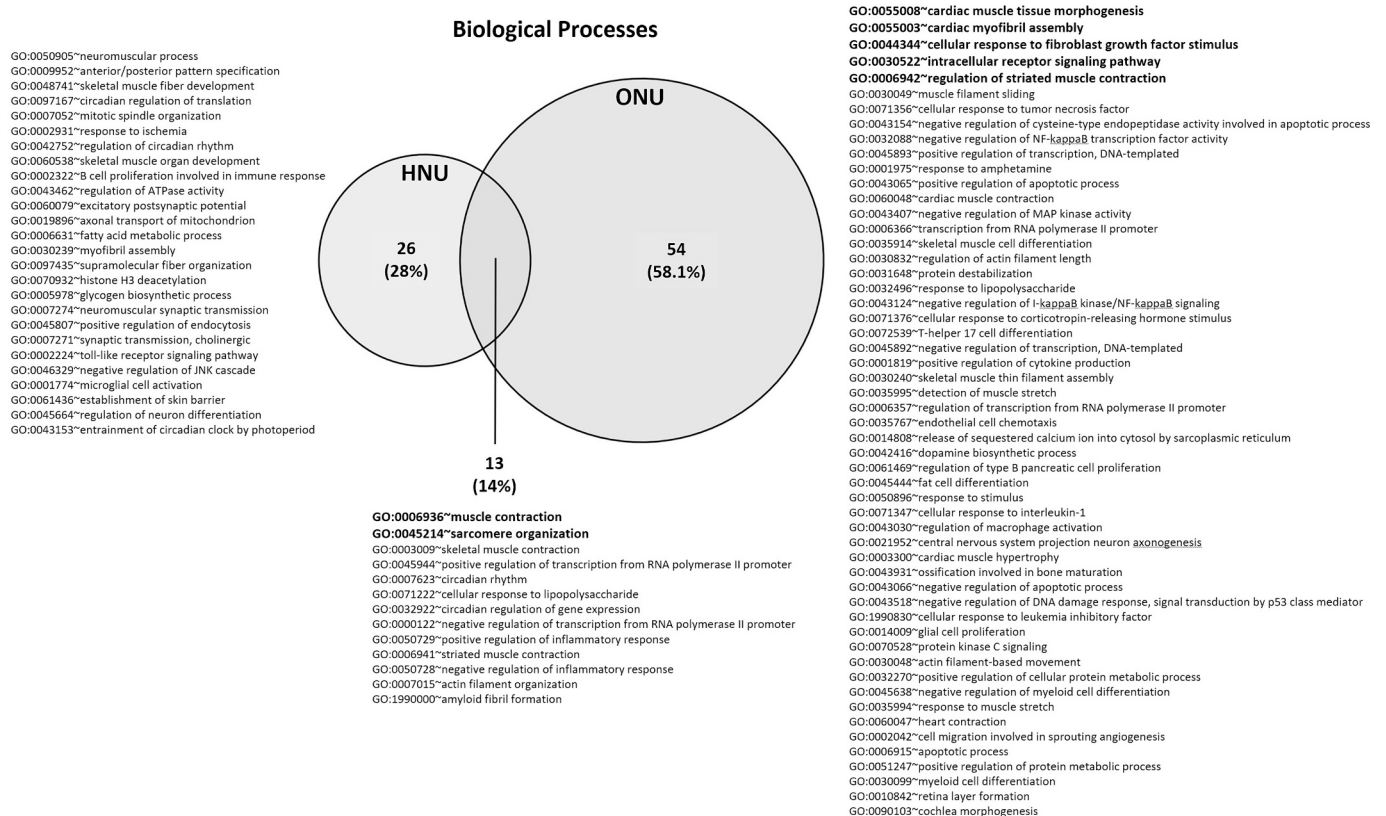 Biological Processes
GO:0050905~neuromuscular process
GO:0009952~anterior/posterior pattern specification
GO:0048741~skeletal muscle fiber development
GO:0097167~circadian regulation of translation
GO:0007052~mitotic spindle organization
GO:0002931~response to ischemia
GO:0042752~regulation of circadian rhythm
GO:0060538~skeletal muscle organ development
GO:0002322~B cell proliferation involved in immune response
GO:0043462~regulation of ATPase activity
GO:0060079~excitatory postsynaptic potential
GO:0019896~axonal transport of mitochondrion
GO:0006631~fatty acid metabolic process
GO:0030239~myofibril assembly
GO:0097435~supramolecular fiber organization
GO:0070932~histone H3 deacetylation
GO:0005978~glycogen biosynthetic process
GO:0007274~neuromuscular synaptic transmission
GO:0045807~positive regulation of endocytosis
GO:0007271~synaptic transmission, cholinergic
GO:0002224~toll-like receptor signaling pathway
GO:0046329~negative regulation of JNK cascade
GO:0001774~microglial cell activation
GO:0061436~establishment of skin barrier
GO:0045664~regulation of neuron differentiation
GO:0043153~entrainment of circadian clock by photoperiod
HNU
26
(28%)
ONU
54
(58.1%)
13
(14%)
GO:0006936~muscle contraction
GO:0045214~sarcomere organization
GO:0003009~skeletal muscle contraction
GO:0045944~positive regulation of transcription from RNA polymerase II promoter
GO:0007623~circadian rhythm
GO:0071222~cellular response to lipopolysaccharide
GO:0032922~circadian regulation of gene expression
GO:0000122~negative regulation of transcription from RNA polymerase II promoter
GO:0050729~positive regulation of inflammatory response
GO:0006941~striated muscle contraction
GO:0050728~negative regulation of inflammatory response
GO:0007015~actin filament organization
GO:1990000~amyloid fibril formation
GO:0055008~cardiac muscle tissue morphogenesis
GO:0055003~cardiac myofibril assembly
GO:0044344~cellular response to fibroblast growth factor stimulus
GO:0030522~intracellular receptor signaling pathway
GO:0006942~regulation of striated muscle contraction
GO:0030049~muscle filament sliding
GO:0071356~cellular response to tumor necrosis factor
GO:0043154~negative regulation of cysteine-type endopeptidase activity involved in apoptotic process
GO:0032088~negative regulation of NF-kappaB transcription factor activity
GO:0045893~positive regulation of transcription, DNA-templated
GO:0001975~response to amphetamine
GO:0043065~positive regulation of apoptotic process
GO:0060048~cardiac muscle contraction
GO:0043407~negative regulation of MAP kinase activity
GO:0006366~transcription from RNA polymerase II promoter
GO:0035914~skeletal muscle cell differentiation
GO:0030832~regulation of actin filament length
GO:0031648~protein destabilization
GO:0032496~response to lipopolysaccharide
GO:0043124~negative regulation of I-kappaB kinase/NF-kappaB signaling
GO:0071376~cellular response to corticotropin-releasing hormone stimulus
GO:0072539~T-helper 17 cell differentiation
GO:0045892~negative regulation of transcription, DNA-templated
GO:0001819~positive regulation of cytokine production
GO:0030240~skeletal muscle thin filament assembly
GO:0035995~detection of muscle stretch
GO:0006357~regulation of transcription from RNA polymerase II promoter
GO:0035767~endothelial cell chemotaxis
GO:0014808~release of sequestered calcium ion into cytosol by sarcoplasmic reticulum
GO:0042416~dopamine biosynthetic process
GO:0061469~regulation of type B pancreatic cell proliferation
GO:0045444~fat cell differentiation
GO:0050896~response to stimulus
GO:0071347~cellular response to interleukin-1
GO:0043030~regulation of macrophage activation
GO:0021952~central nervous system projection neuron axonogenesis
GO:0003300~cardiac muscle hypertrophy
GO:0043931~ossification involved in bone maturation
GO:0043066~negative regulation of apoptotic process
GO:0043518~negative regulation of DNA damage response, signal transduction by p53 class mediator
GO:1990830~cellular response to leukemia inhibitory factor
GO:0014009~glial cell proliferation
GO:0070528~protein kinase C signaling
GO:0030048~actin filament-based movement
GO:0032270~positive regulation of cellular protein metabolic process
GO:0045638~negative regulation of myeloid cell differentiation
GO:0035994~response to muscle stretch
GO:0060047~heart contraction
GO:0002042~cell migration involved in sprouting angiogenesis
GO:0006915~apoptotic process
GO:0051247~positive regulation of protein metabolic process
GO:0030099~myeloid cell differentiation
GO:0010842~retina layer formation
GO:0090103~cochlea morphogenesis